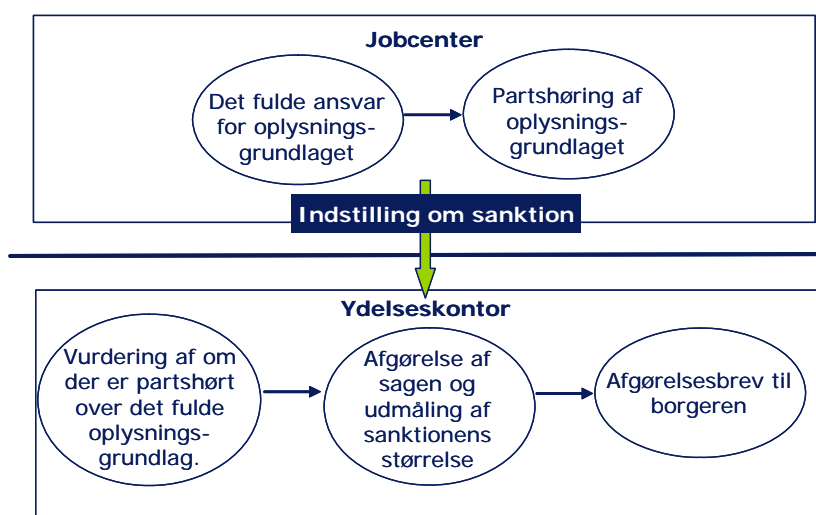 Jobcenter
Det fulde ansvar
for oplysnings-
grundlaget
Partshøring af
oplysnings-
grundlaget
Indstilling om sanktion
Ydelseskontor
Vurdering af om
der er partshørt
over det fulde
oplysnings-
grundlag.
Afgørelse af
sagen og
udmåling af
sanktionens
størrelse
Afgørelsesbrev til
borgeren